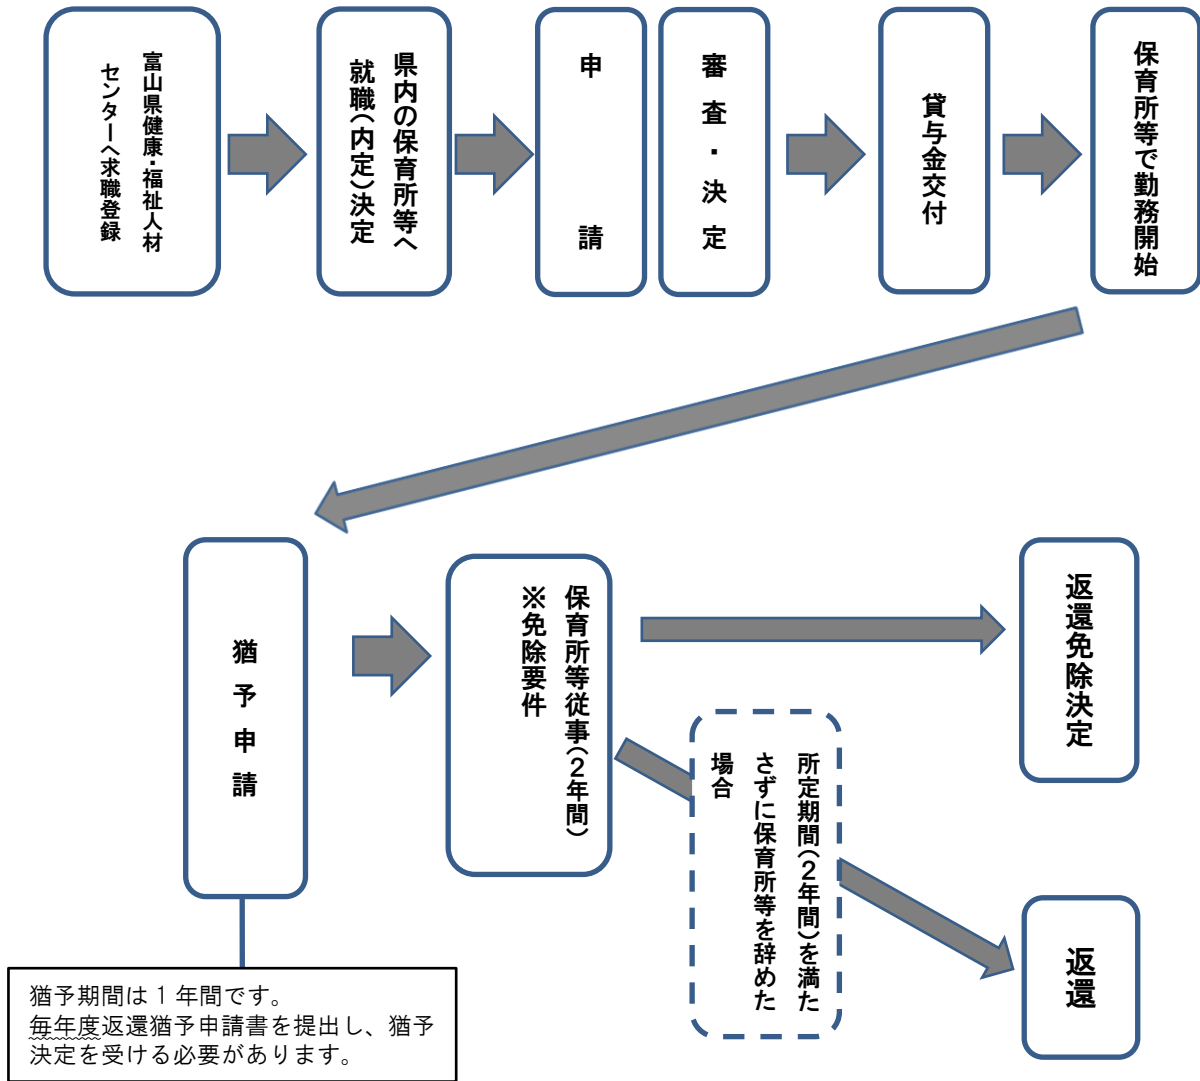 富山県健康・福祉人材
センターへ求職登録
県内の保育所等へ
就職(内定)決定
申請
審査・決定
貸与金交付
保育所等で勤務開始
猶予申請
保育所等従事(2年間)
※免除要件
返還免除決定
所定期間(2年間)を満た
さずに保育所等を辞めた
場合
返還
猶予期間は1年間です。
毎年度返還猶予申請書を提出し、猶予
決定を受ける必要があります。